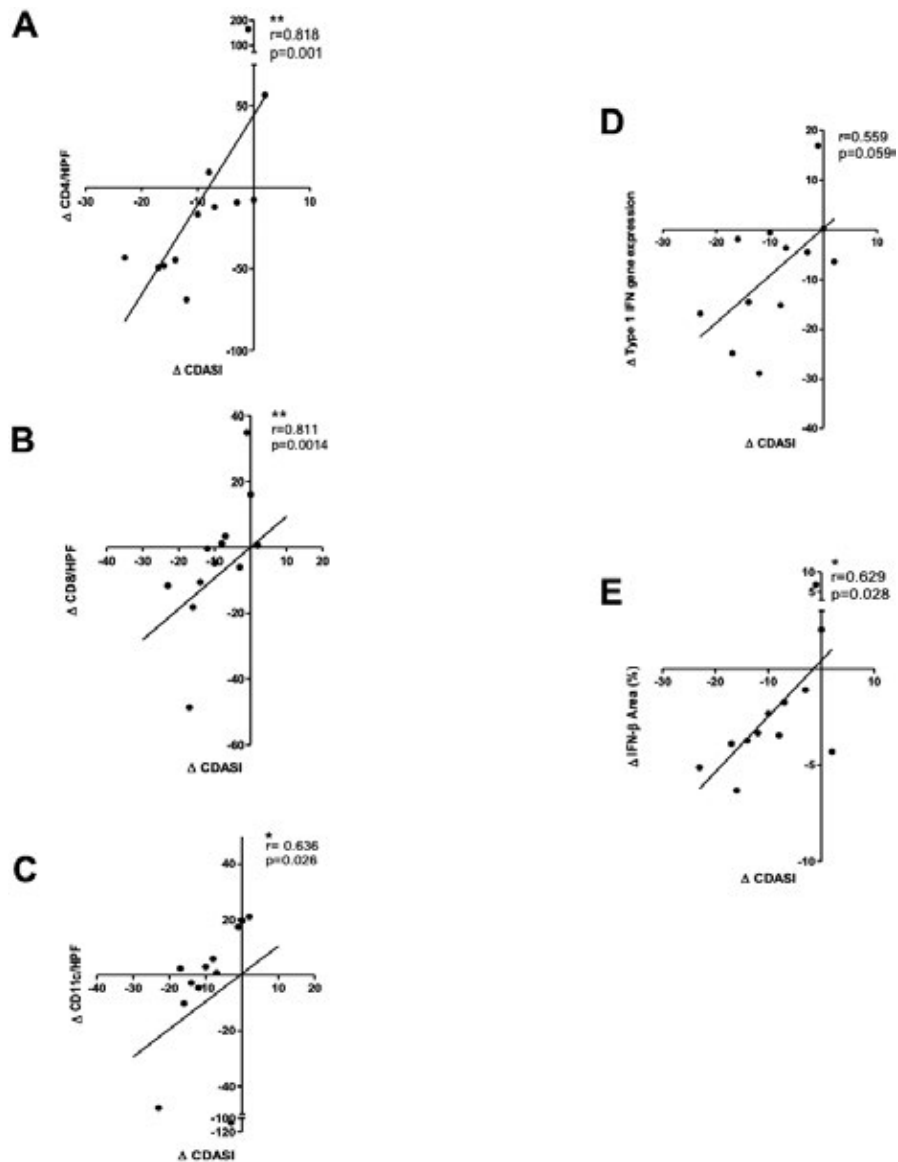 A
**
r=0.818
p=0.001
200
100
50
-30
-20
-10
10
-50
-100
Δ CD4/HPF
Δ CDASI
B
**
r=0.811
p=0.0014
40
20
-40
-30
-20
-10
10
20
-20
-40
-60
Δ CD8/HPF
Δ CDASI
C
*
r= 0.636
p=0.026
40
20
-40
-30
-20
-10
10
20
-20
-40
-100
-120
Δ CD11c/HPF
Δ CDASI
D
r=0.559
p=0.059
20
10
-30
-20
-10
10
-10
-20
-30
-40
Δ Type 1 IFN gene expression
Δ CDASI
E
*
r=0.629
p=0.028
10
5
-30
-20
-10
10
-5
-10
Δ IFN-β Area (%)
Δ CDASI